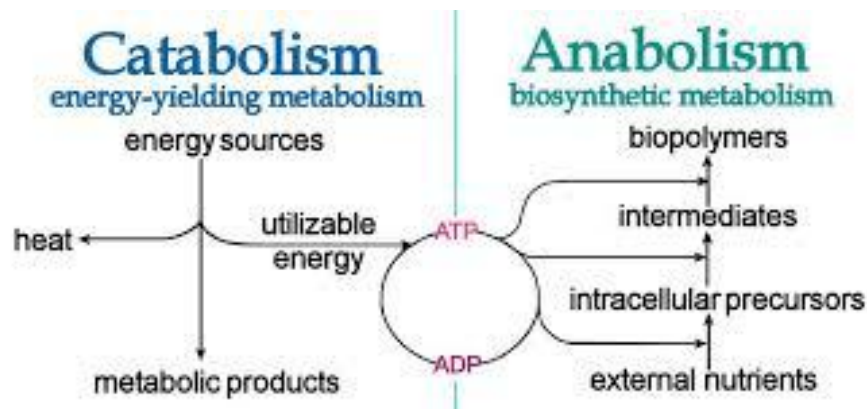 Catabolism
energy-yielding metabolism
energy sources
heat
utilizable
energy
metabolic products
ATP
ADP
Anabolism
biosynthetic metabolism
biopolymers
intermediates
intracellular precursors
external nutrients